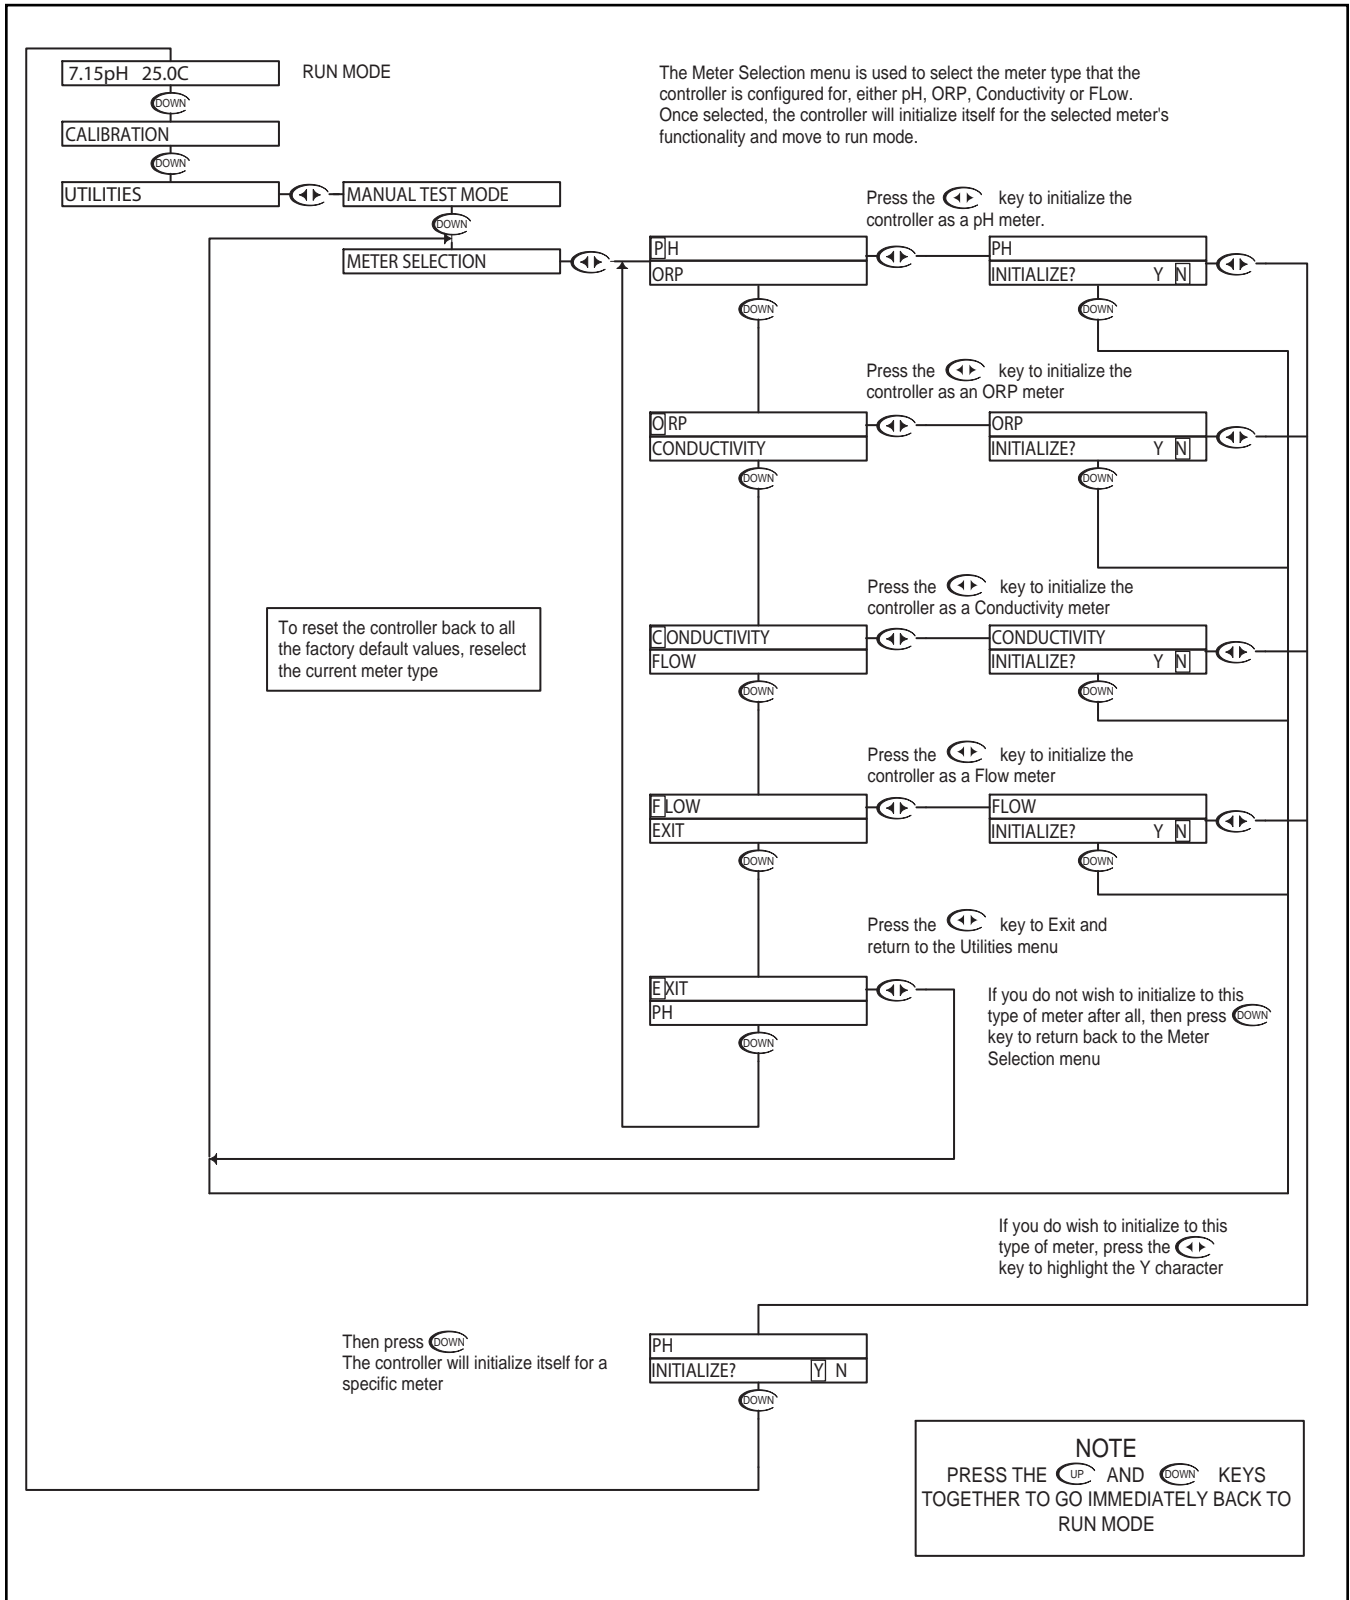 7.15pH 25.0C
RUN MODE
DOWN
CALIBRATION
DOWN
UTILITIES
MANUAL TEST MODE
DOWN
METER SELECTION
The Meter Selection menu is used to select the meter type that the
controller is configured for, either pH, ORP, Conductivity or FLow.
Once selected, the controller will initialize itself for the selected meter's
functionality and move to run mode.
Press the key to initialize the
controller as a pH meter.
PH
ORP
DOWN
PH
INITIALIZE? Y N
DOWN
Press the key to initialize the
controller as an ORP meter
ORP
CONDUCTIVITY
DOWN
ORP
INITIALIZE? Y N
DOWN
Press the key to initialize the
controller as a Conductivity meter
CONDUCTIVITY
FLOW
DOWN
CONDUCTIVITY
INITIALIZE? Y N
DOWN
To reset the controller back to all
the factory default values, reselect
the current meter type
Press the key to initialize the
controller as a Flow meter
FLOW
EXIT
DOWN
FLOW
INITIALIZE? Y N
DOWN
Press the key to Exit and
return to the Utilities menu
EXIT
PH
DOWN
If you do not wish to initialize to this
type of meter after all, then press DOWN
key to return back to the Meter
Selection menu
If you do wish to initialize to this
type of meter, press the
key to highlight the Y character
Then press DOWN
The controller will initialize itself for a
specific meter
PH
INITIALIZE? Y N
DOWN
NOTE
PRESS THE UP AND DOWN KEYS
TOGETHER TO GO IMMEDIATELY BACK TO
RUN MODE